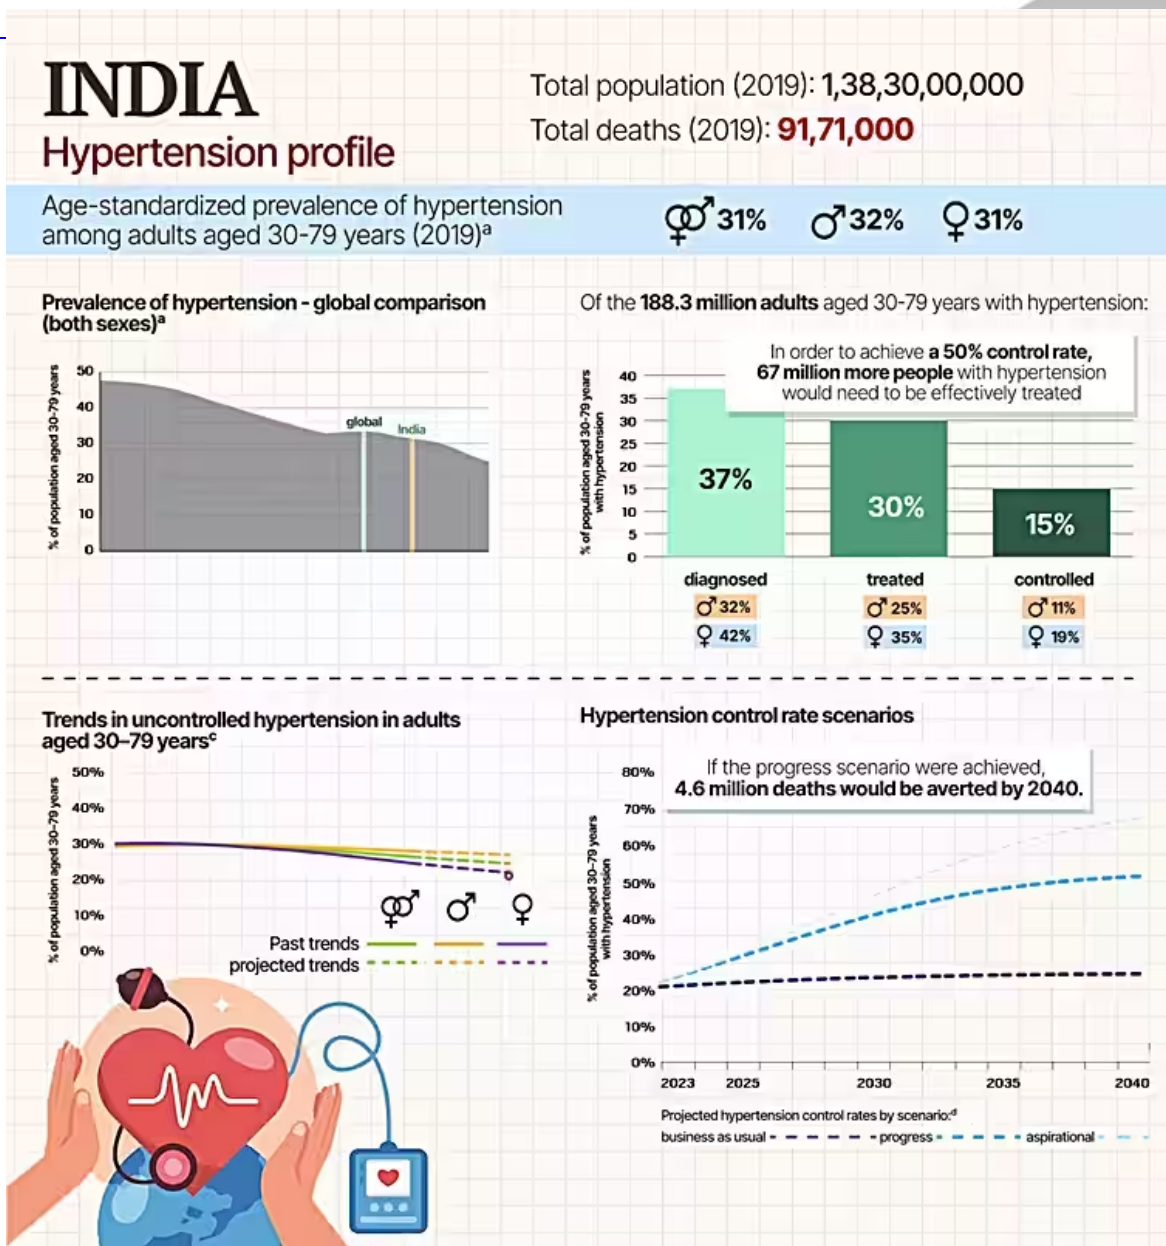 INDIA
Hypertension profile
Total population (2019): 1,38,30,00,000
Total deaths (2019): 91,71,000
Age-standardized prevalence of hypertension
among adults aged 30-79 years (2019)ª
31%
32%
31%
Prevalence of hypertension - global comparison
(both sexes)ª
% of population aged 30-79 years
50
40
30
20
10
0
global
India
Of the 188.3 million adults aged 30-79 years with hypertension:
In order to achieve a 50% control rate,
67 million more people with hypertension
would need to be effectively treated
% of population aged 30-79 years
with hypertension
40
35
30
25
20
15
10
5
0
37%
30%
15%
diagnosed
treated
controlled
♂ 32%
♂ 25%
♂ 11%
♀ 42%
♀ 35%
♀ 19%
Trends in uncontrolled hypertension in adults
aged 30–79 yearsᶜ
% of population aged 30-79 years
50%
40%
30%
20%
10%
0%
Past trends
projected trends
Hypertension control rate scenarios
If the progress scenario were achieved,
4.6 million deaths would be averted by 2040.
% of population aged 30-79 years
with hypertension
80%
70%
60%
50%
40%
30%
20%
10%
0%
2023 2025 2030 2035 2040
Projected hypertension control rates by scenario:ᵈ
business as usual progress aspirational